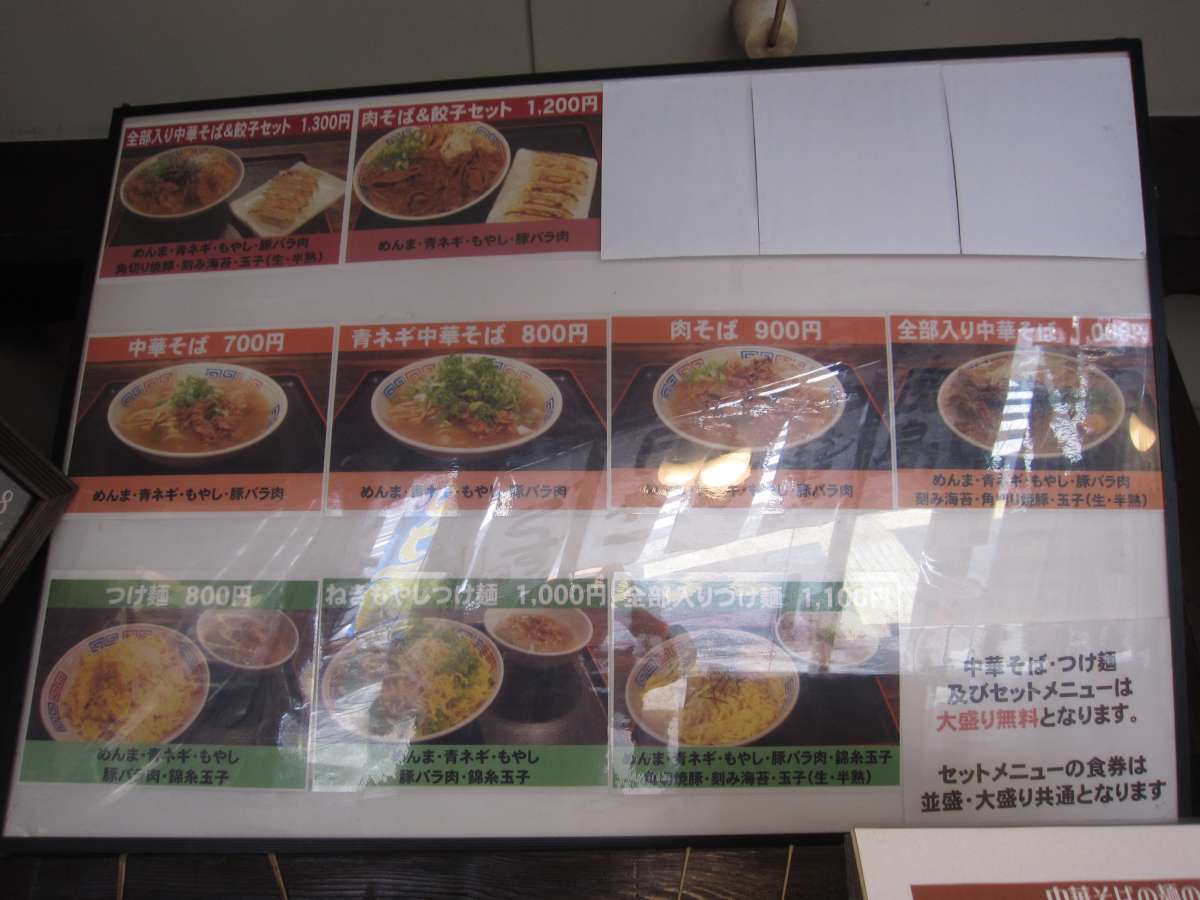 全部入り中華そば&餃子セット 1,300円
めんま・青ネギ・もやし・豚バラ肉
角切り焼豚・刻み海苔・玉子(生・半熟)
肉そば&餃子セット 1,200円
めんま・青ネギ・もやし・豚バラ肉
中華そば 700円
めんま・青ネギ・もやし・豚バラ肉
青ネギ中華そば 800円
めんま・青ネギ・もやし・豚バラ肉
肉そば 900円
ギ・もやし・豚バラ肉
全部入り中華そば
めんま・青ネギ・もやし・豚バラ肉
刻み海苔・角切り焼豚・玉子(生・半熟)
つけ麺 800円
めんま・青ネギ・もやし
豚バラ肉・錦糸玉子
ねぎもやしつけ麺 1,000円
めんま・青ネギ・もやし
豚バラ肉・錦糸玉子
全部入りつけ麺 1,100円
めんま・青ネギ・もやし・豚バラ肉・錦糸玉子
角切焼豚・刻み海苔・玉子(生・半熟)
中華そば・つけ麺
及びセットメニューは
大盛り無料となります。
セットメニューの食券は
並盛・大盛り共通となります